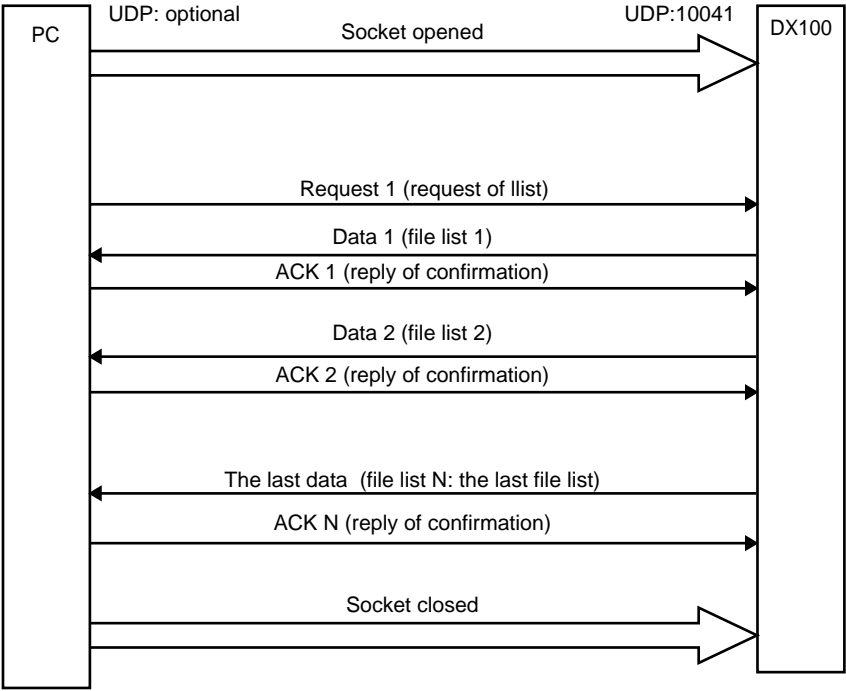 UDP: optional
UDP:10041
PC
Socket opened
DX100
Request 1 (request of llist)
Data 1 (file list 1)
ACK 1 (reply of confirmation)
Data 2 (file list 2)
ACK 2 (reply of confirmation)
The last data  (file list N: the last file list)
ACK N (reply of confirmation)
Socket closed